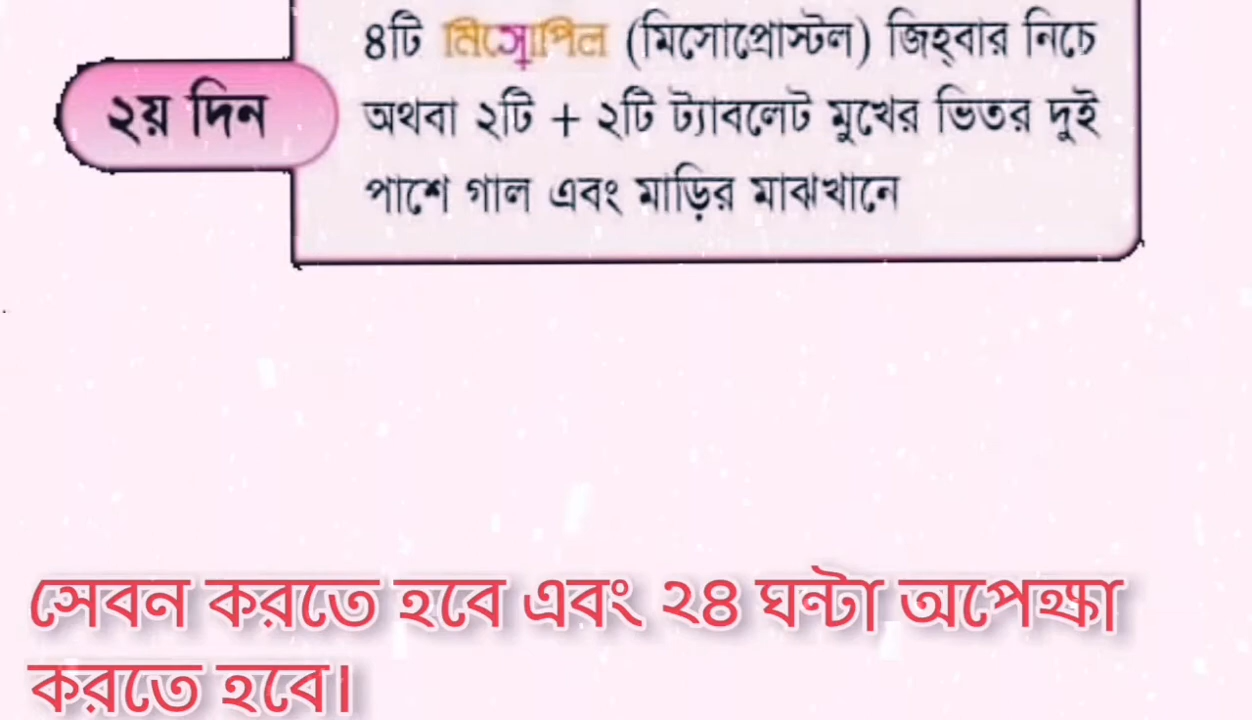 ৪টি মিসোপিল (মিসোপ্রোস্টল) জিহ্বার নিচে
২য় দিন
অথবা ২টি + ২টি ট্যাবলেট মুখের ভিতর দুই
পাশে গাল এবং মাড়ির মাঝখানে
সেবন করতে হবে এবং ২৪ ঘন্টা অপেক্ষা
করতে হবে।